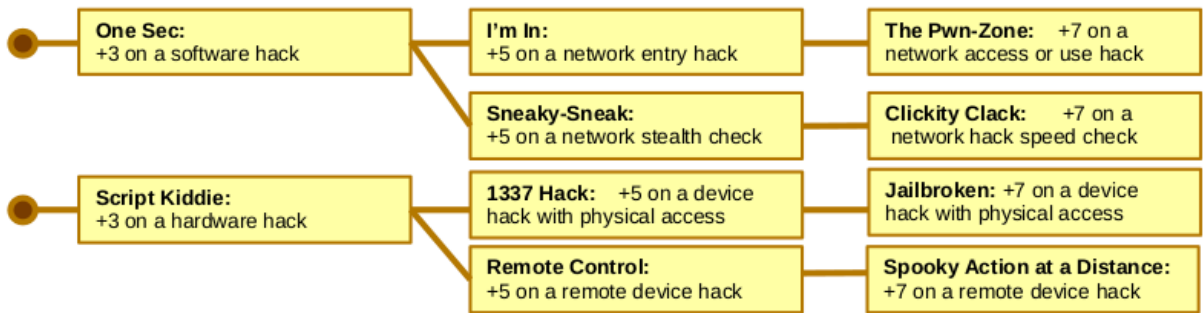 One Sec:
+3 on a software hack
I'm In:
+5 on a network entry hack
The Pwn-Zone: +7 on a
network access or use hack
Sneaky-Sneak:
+5 on a network stealth check
Clickity Clack: +7 on a
network hack speed check
Script Kiddie:
+3 on a hardware hack
1337 Hack: +5 on a device
hack with physical access
Jailbroken: +7 on a device
hack with physical access
Remote Control:
+5 on a remote device hack
Spooky Action at a Distance:
+7 on a remote device hack